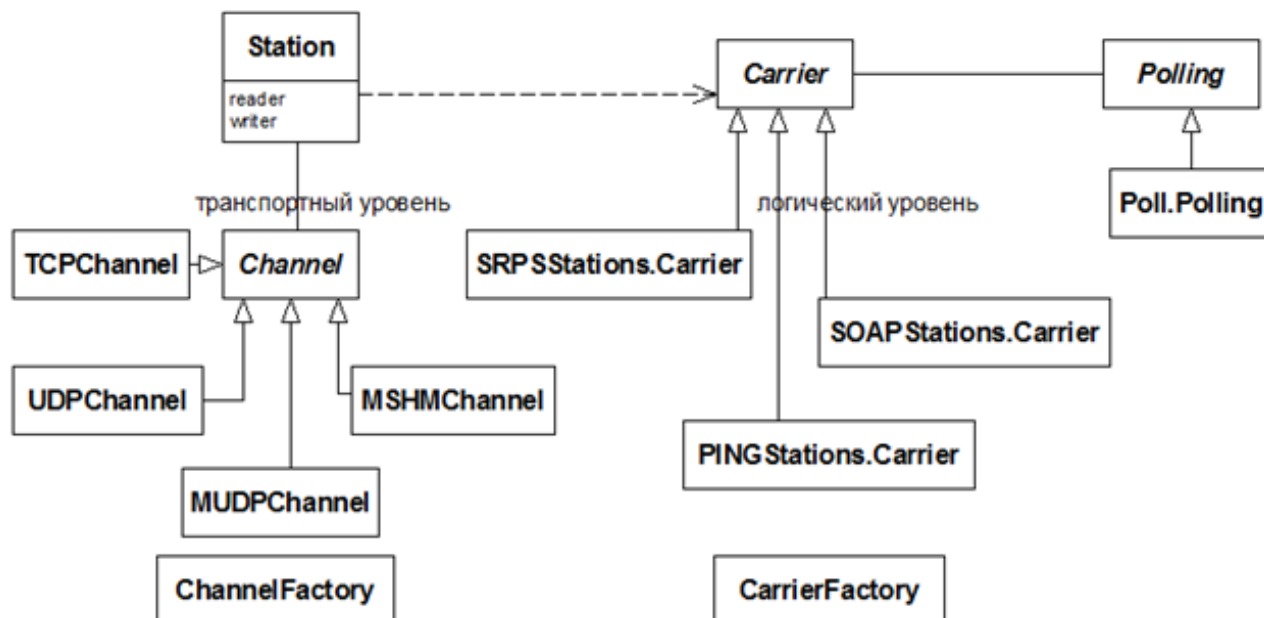 Station
reader
writer
Carrier
Polling
транспортный уровень
логический уровень
Poll.Polling
TCPChannel
Channel
SRPSStations.Carrier
SOAPStations.Carrier
UDPChannel
MSHMChannel
PINGStations.Carrier
MUDPChannel
ChannelFactory
CarrierFactory